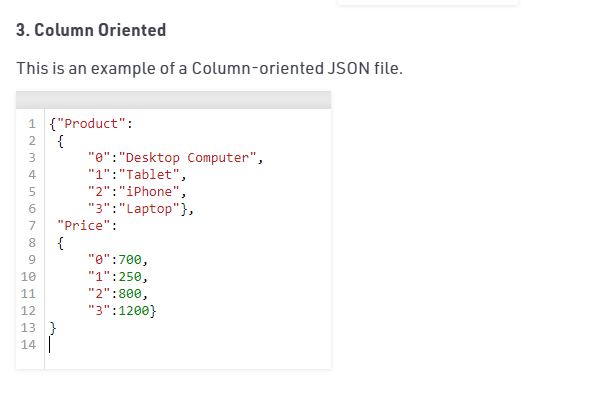 3. Column Oriented
This is an example of a Column-oriented JSON file.
1 {"Product":
2 {
3 "0":"Desktop Computer",
4 "1":"Tablet",
5 "2":"iPhone",
6 "3":"Laptop"},
7 "Price":
8 {
9 "0":700,
10 "1":250,
11 "2":800,
12 "3":1200}
13 }
14